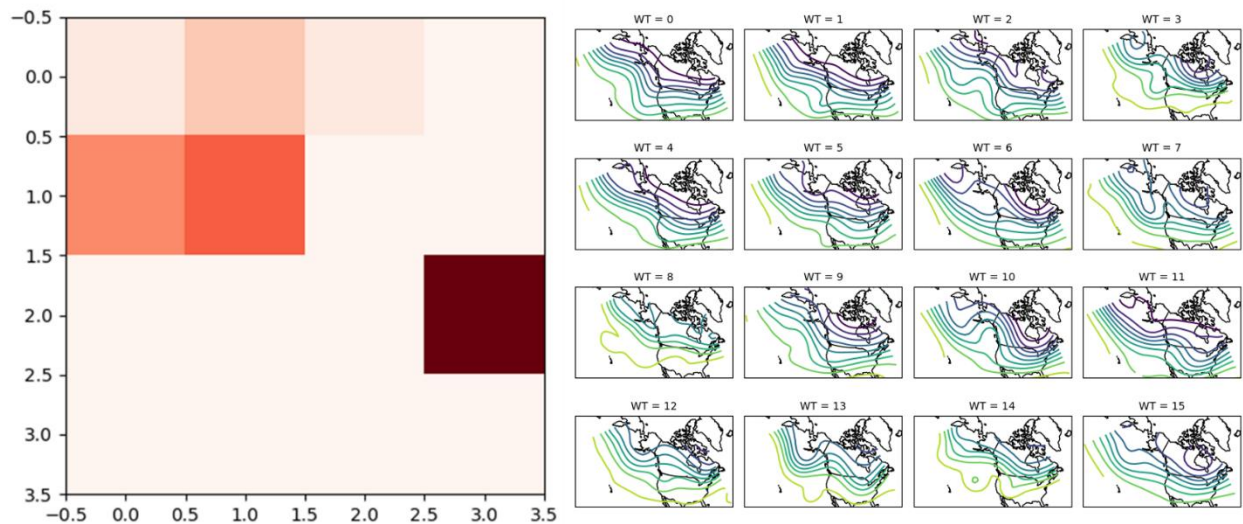 −0.5
0.0
0.5
1.0
1.5
2.0
2.5
3.0
3.5
−0.5 0.0 0.5 1.0 1.5 2.0 2.5 3.0 3.5
WT = 0 WT = 1 WT = 2 WT = 3
WT = 4 WT = 5 WT = 6 WT = 7
WT = 8 WT = 9 WT = 10 WT = 11
WT = 12 WT = 13 WT = 14 WT = 15